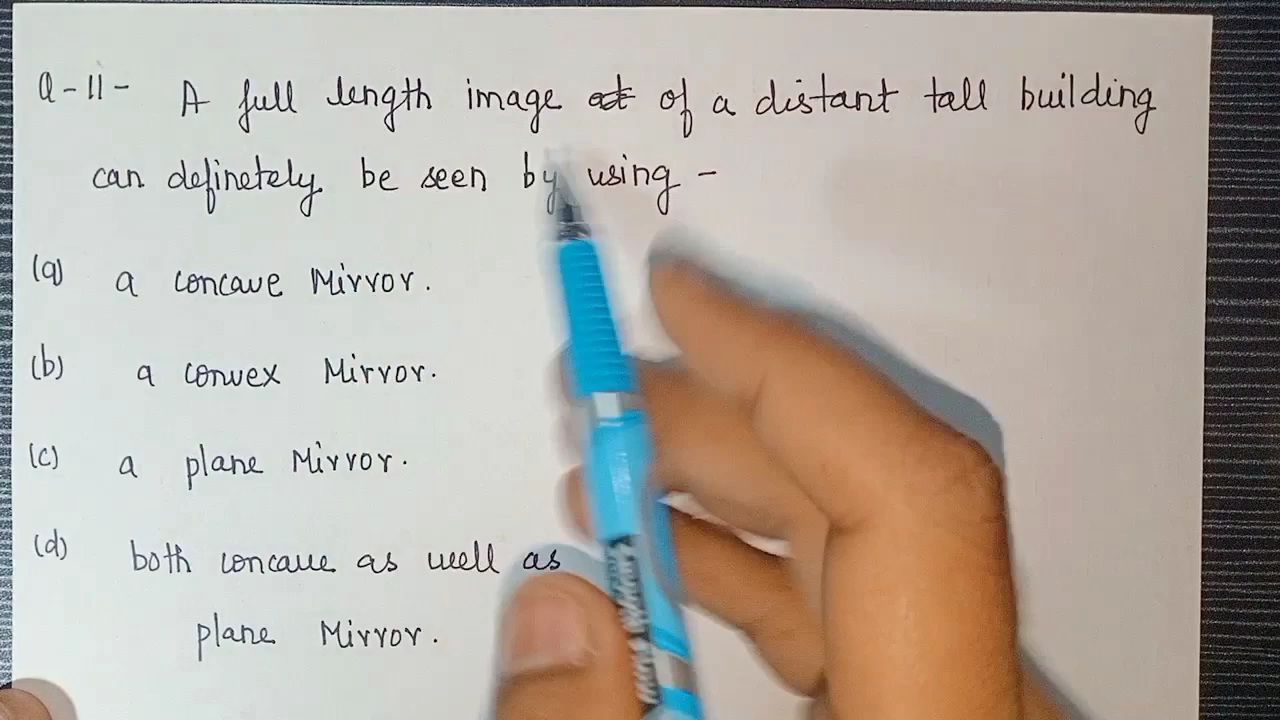 Q-11- A full length image at of a distant tall building
can definetely be seen by using -
(a) a concave Mirror.
(b) a convex Mirror.
(c) a plane Mirror.
(d) both concave as well as
plane Mirror.